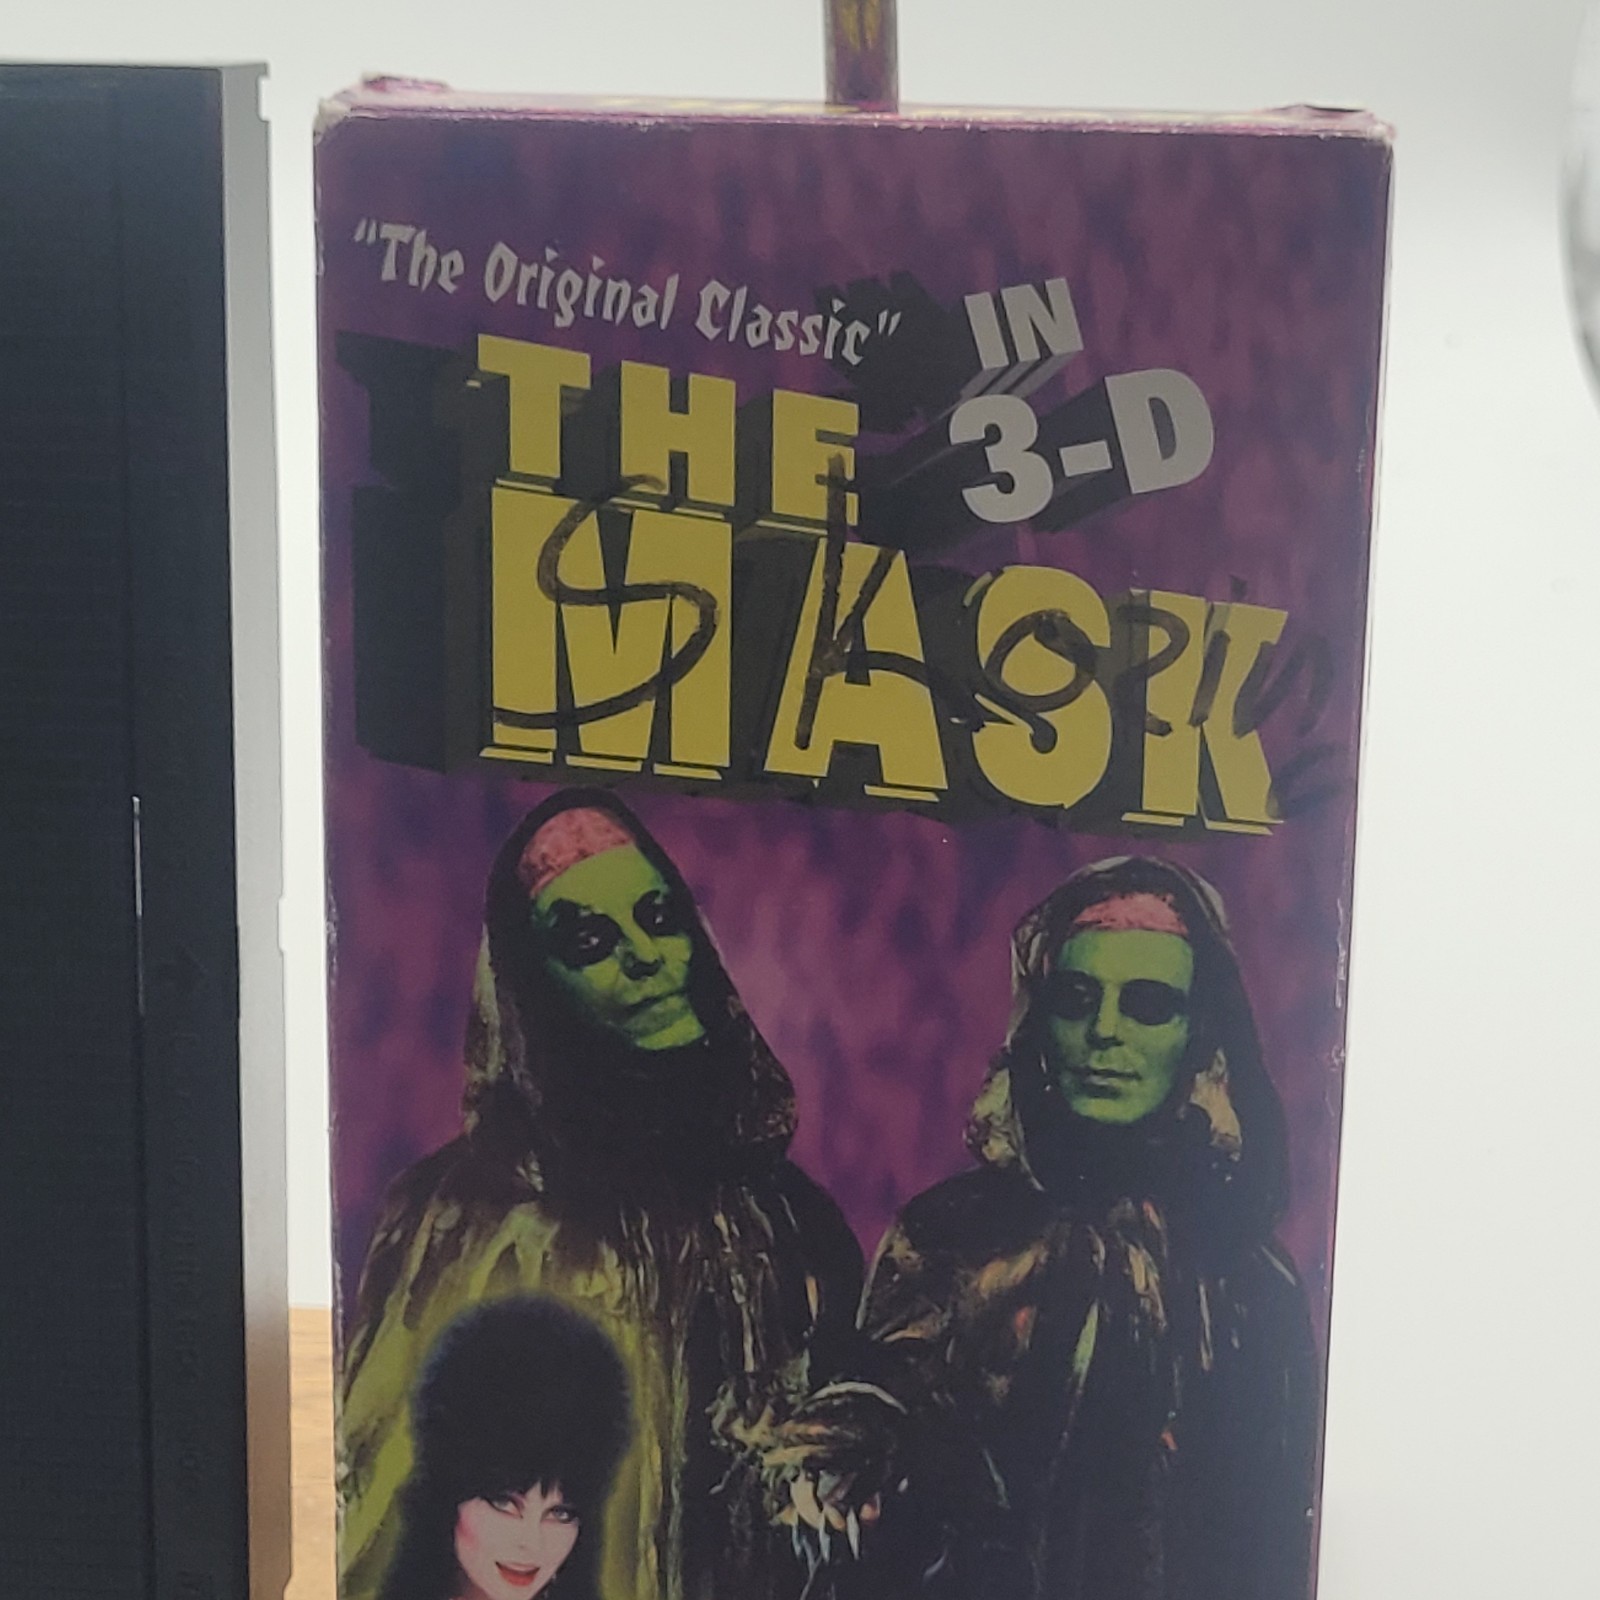 "The Original Classic"
IN
3-D
THE
MASK